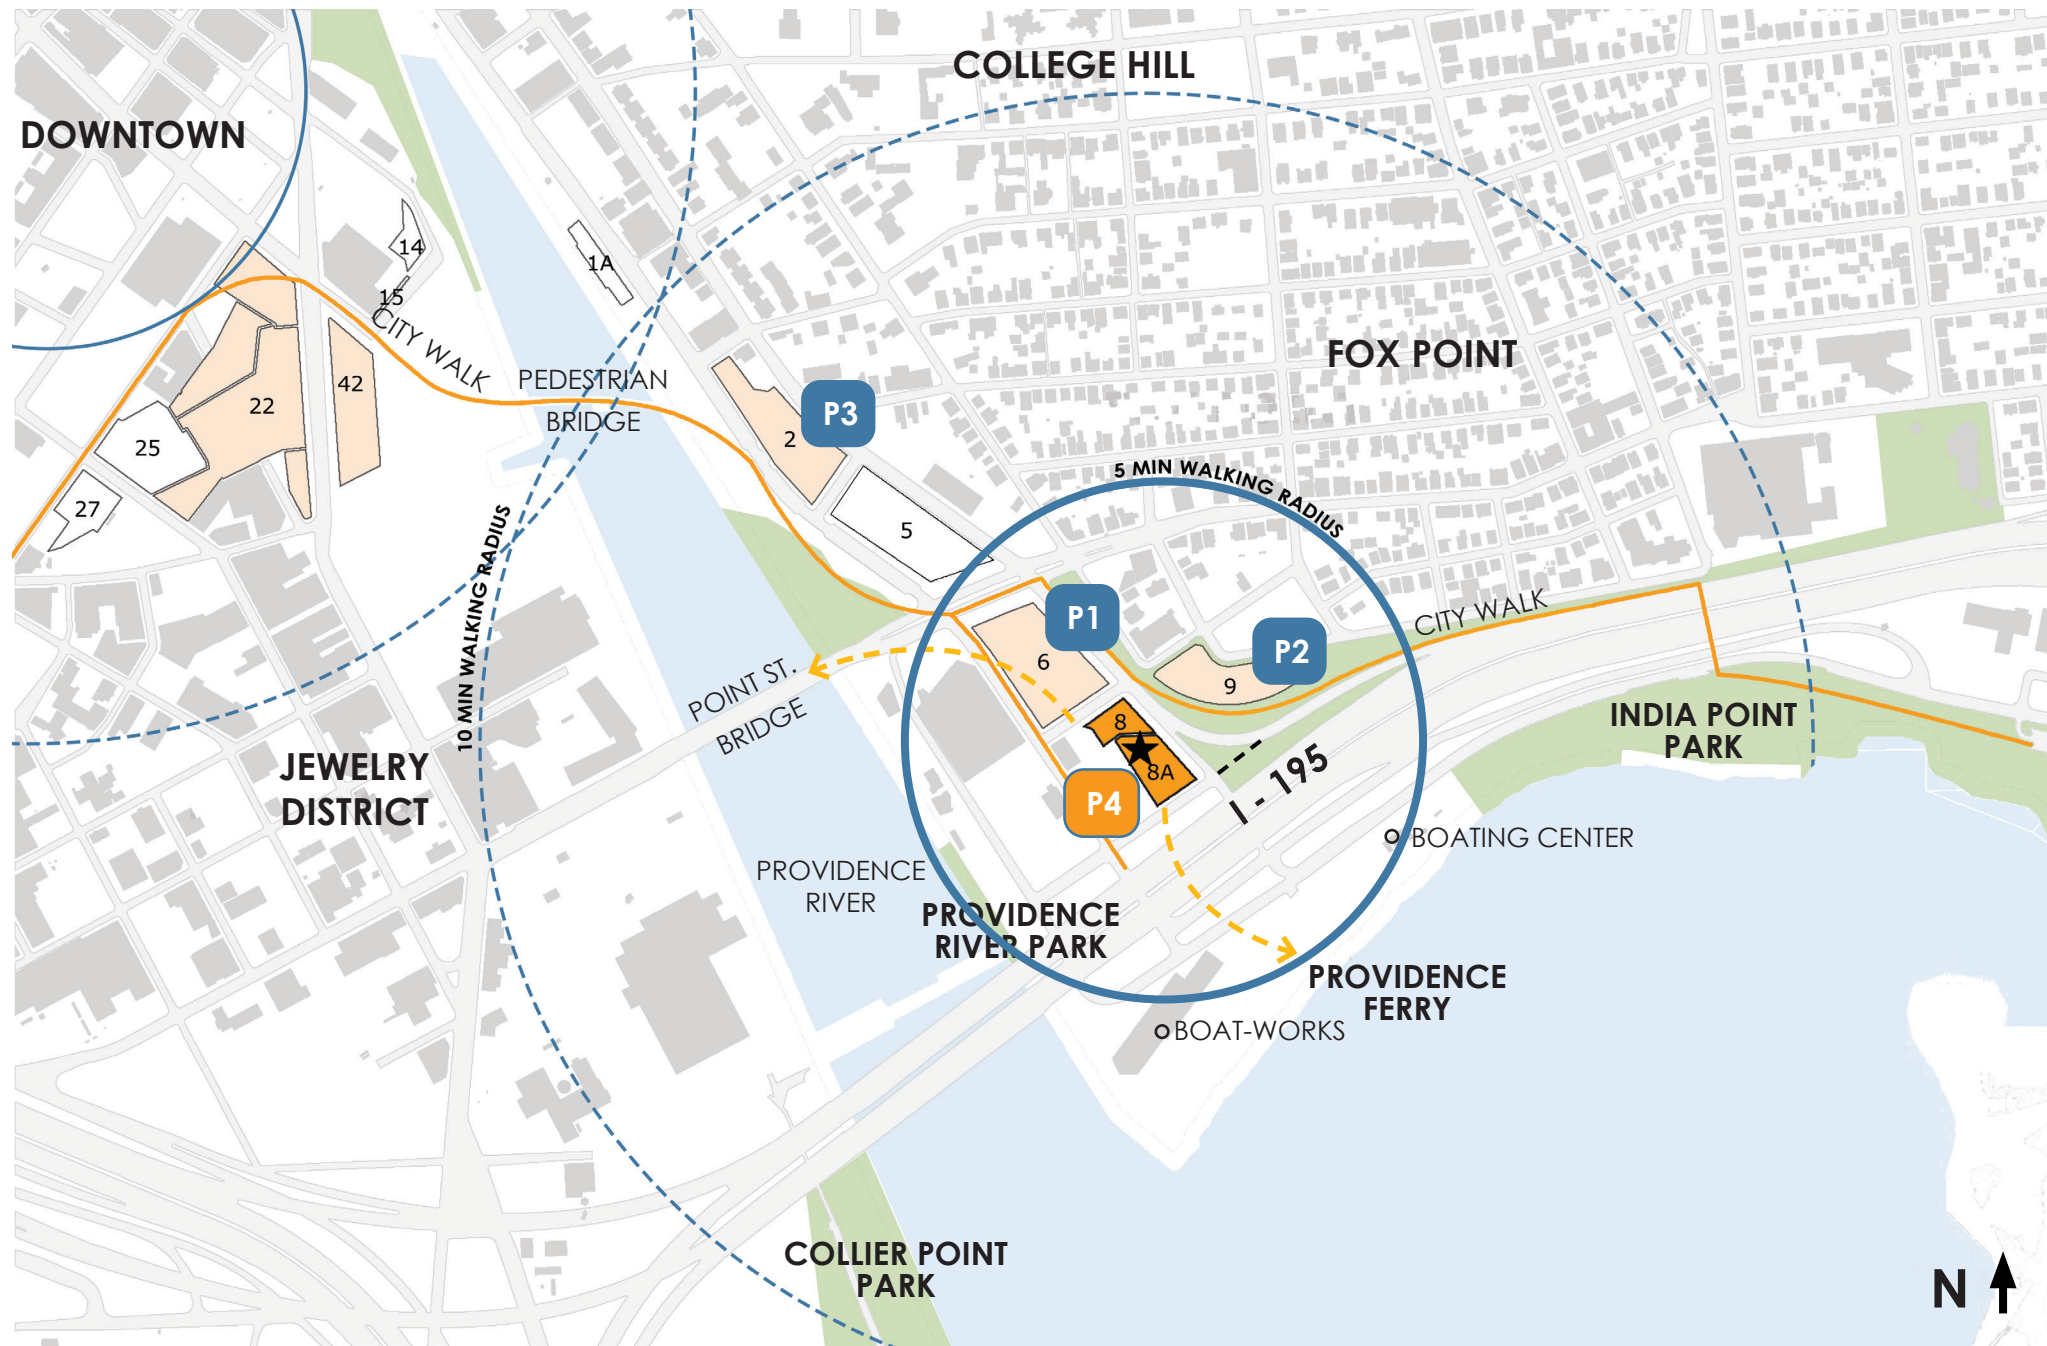 COLLEGE HILL
DOWNTOWN
14
1A
15
CITY WALK
42
22
25
27
PEDESTRIAN
BRIDGE
P3
2
5
FOX POINT
5 MIN WALKING RADIUS
10 MIN WALKING RADIUS
P1
P2
6
9
CITY WALK
POINT ST.
BRIDGE
8
8A
P4
I - 195
INDIA POINT
PARK
JEWELRY
DISTRICT
BOATING CENTER
PROVIDENCE
RIVER
PROVIDENCE
RIVER PARK
PROVIDENCE
FERRY
BOAT-WORKS
COLLIER POINT
PARK
N